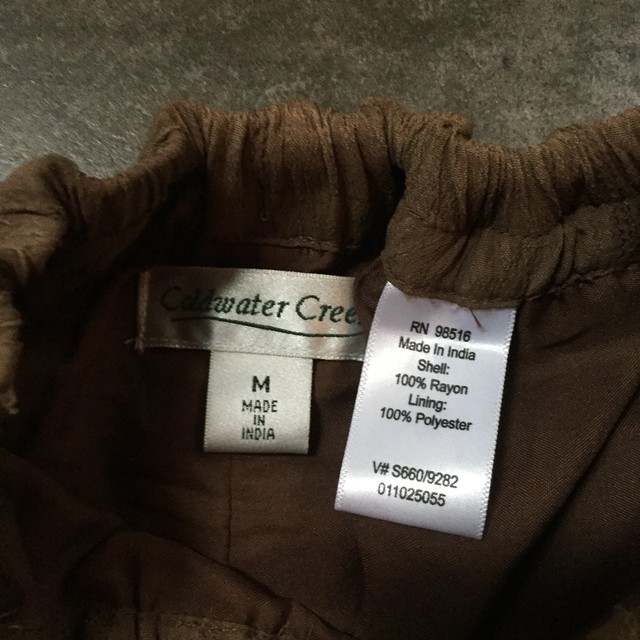 Coldwater Cree
M
MADE
IN
INDIA
RN 98516
Made In India
Shell:
100% Rayon
Lining:
100% Polyester
V# S660/9282
011025055